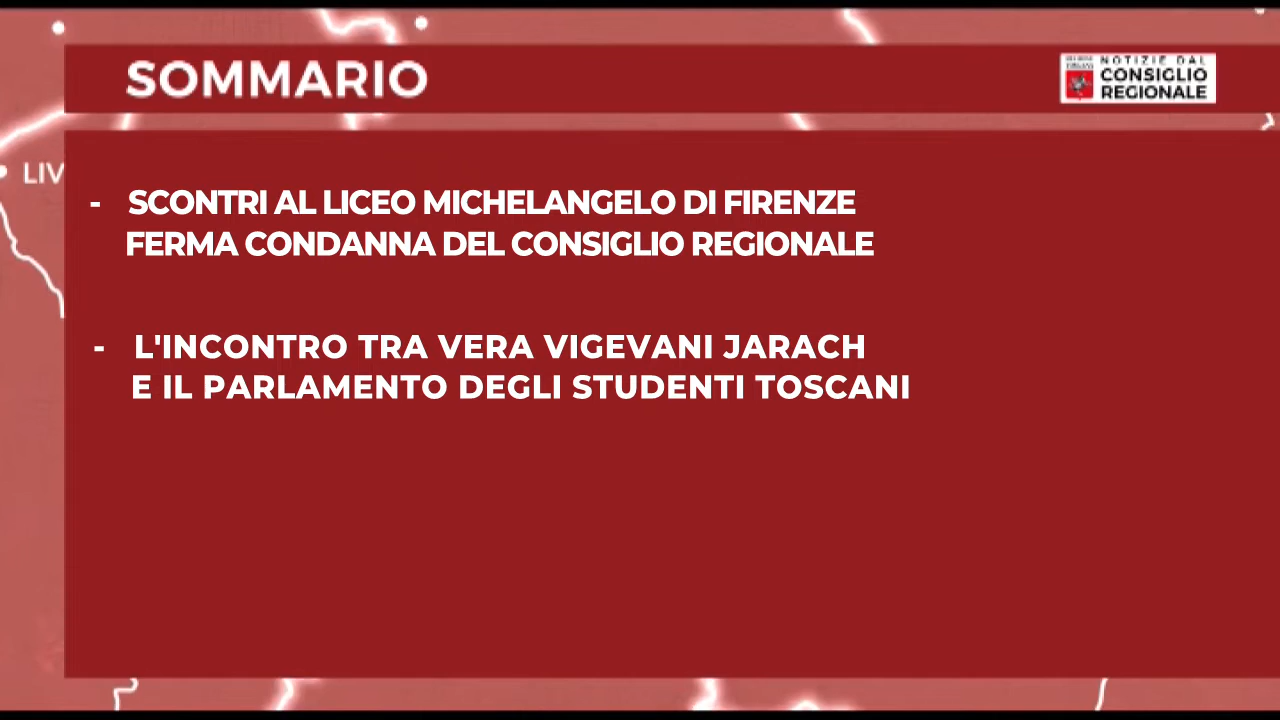 SOMMARIO
NOTIZIE DAL
CONSIGLIO
REGIONALE
LIV
- SCONTRI AL LICEO MICHELANGELO DI FIRENZE
FERMA CONDANNA DEL CONSIGLIO REGIONALE
- L'INCONTRO TRA VERA VIGEVANI JARACH
E IL PARLAMENTO DEGLI STUDENTI TOSCANI